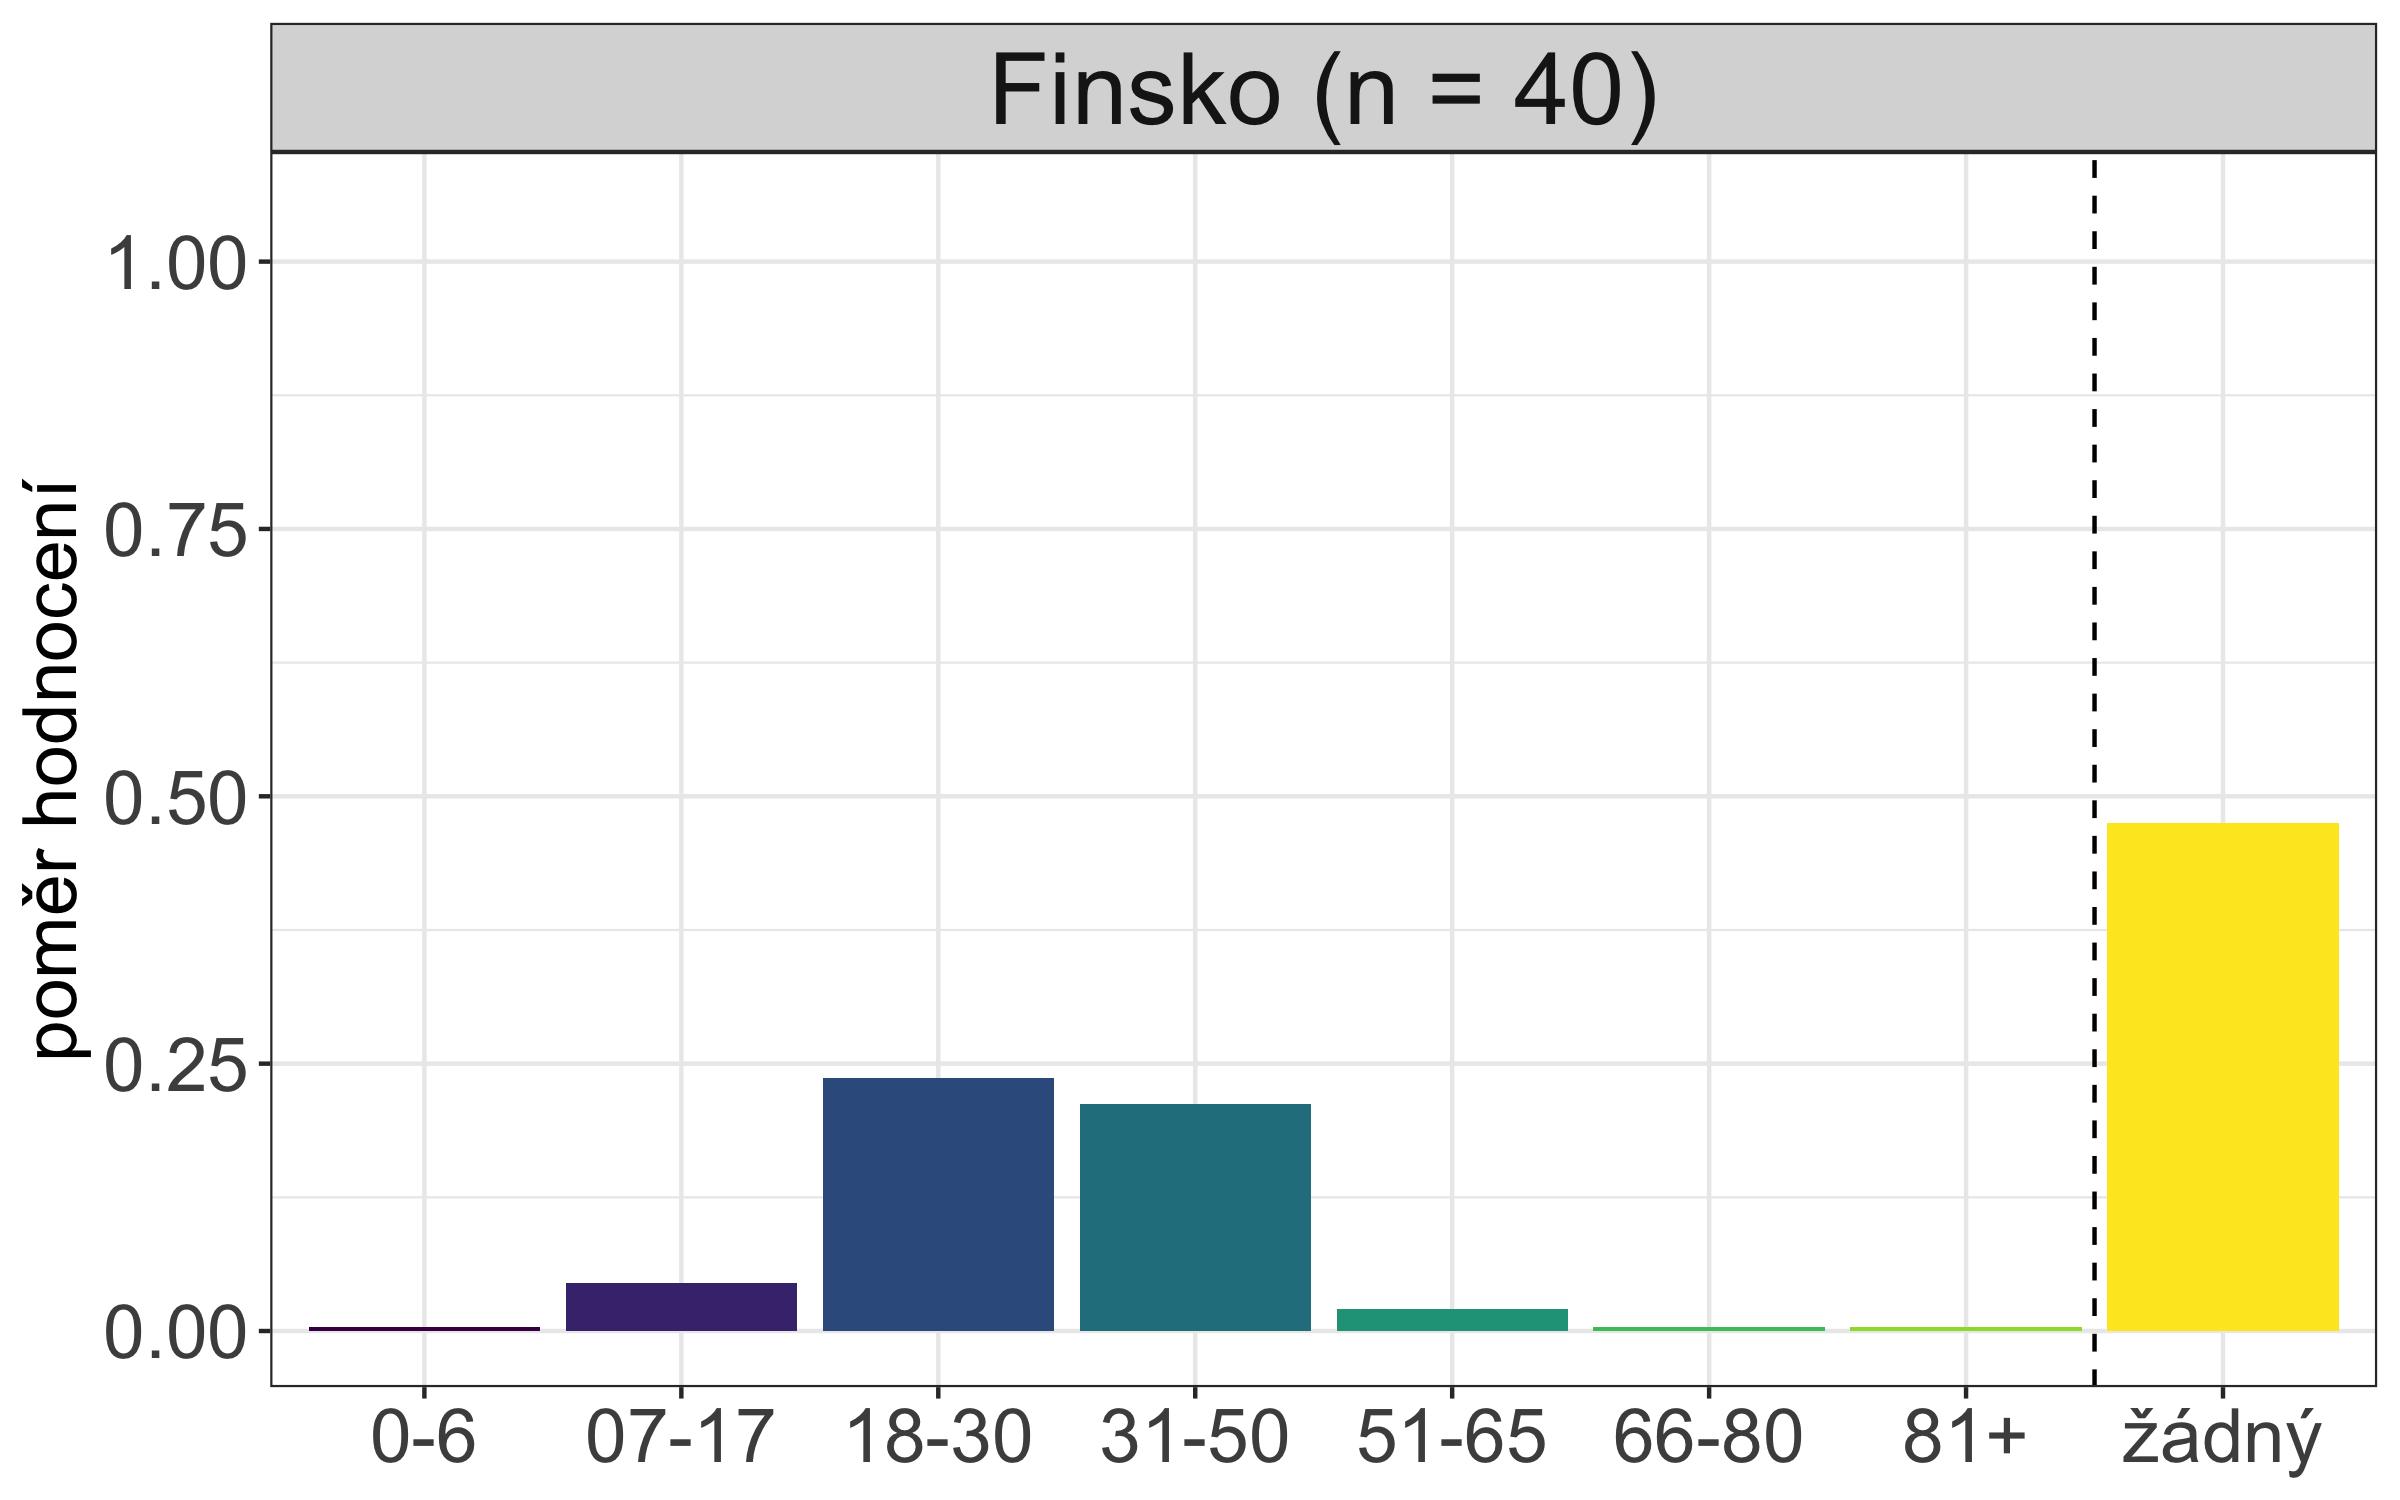 Finsko (n = 40)
poměr hodnocení
1.00
0.75
0.50
0.25
0.00
0-6 07-17 18-30 31-50 51-65 66-80 81+ žádný